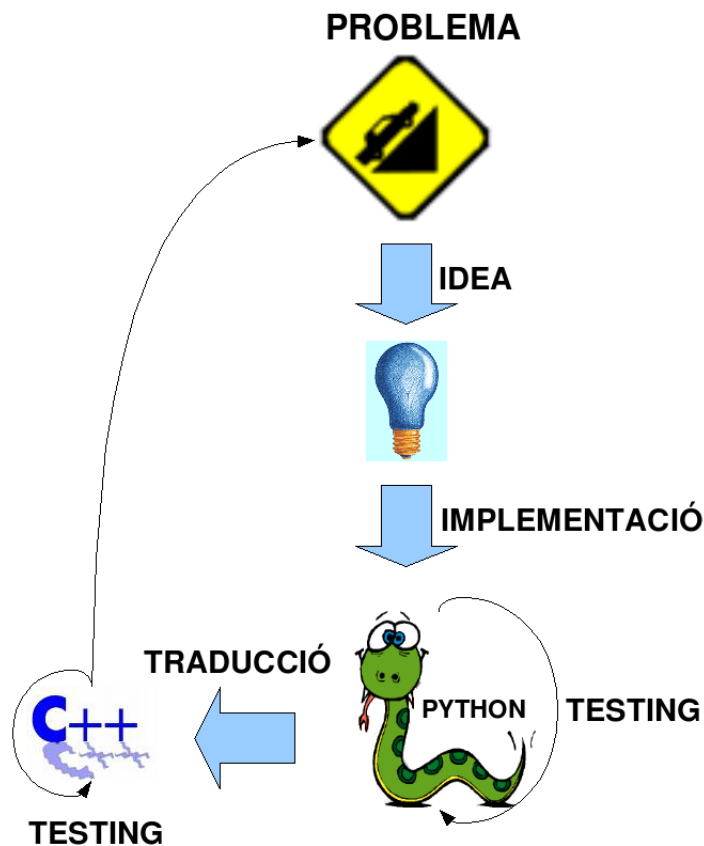 PROBLEMA
IDEA
IMPLEMENTACIÓ
TRADUCCIÓ
PYTHON
TESTING
C++
TESTING